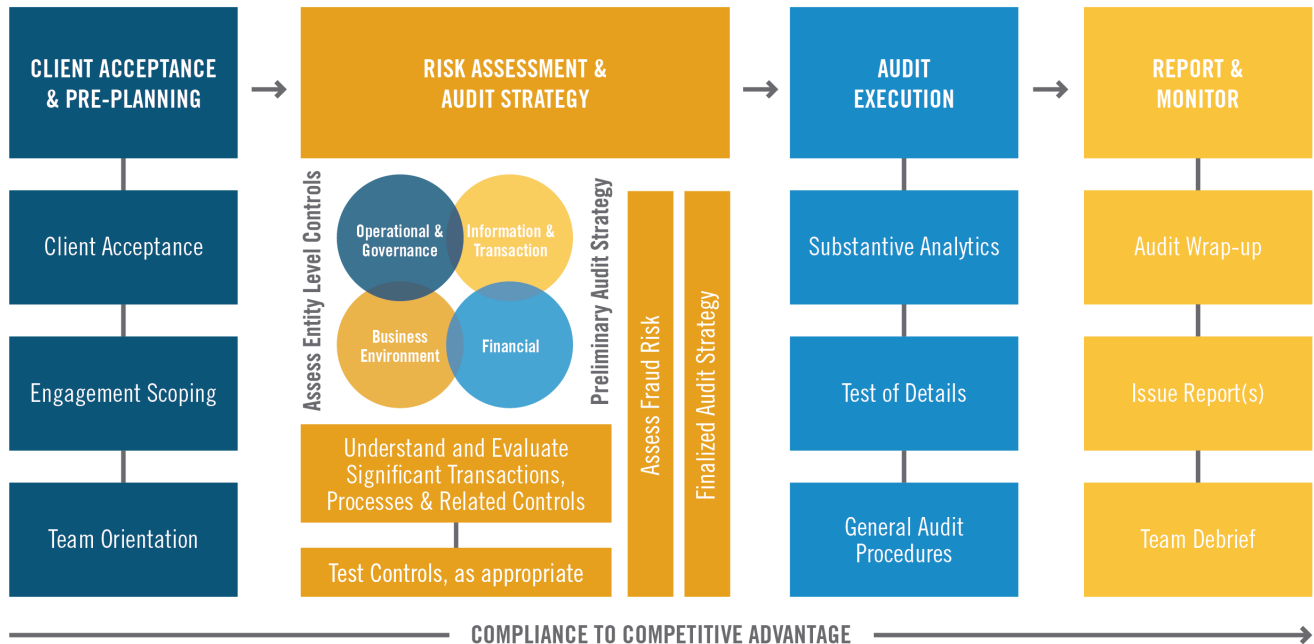 CLIENT ACCEPTANCE
& PRE-PLANNING
Client Acceptance
Engagement Scoping
Team Orientation
RISK ASSESSMENT &
AUDIT STRATEGY
Assess Entity Level Controls
Operational &
Governance
Information &
Transaction
Business
Environment
Financial
Preliminary Audit Strategy
Understand and Evaluate
Significant Transactions,
Processes & Related Controls
Test Controls, as appropriate
Assess Fraud Risk
Finalized Audit Strategy
AUDIT
EXECUTION
Substantive Analytics
Test of Details
General Audit
Procedures
REPORT &
MONITOR
Audit Wrap-up
Issue Report(s)
Team Debrief
COMPLIANCE TO COMPETITIVE ADVANTAGE